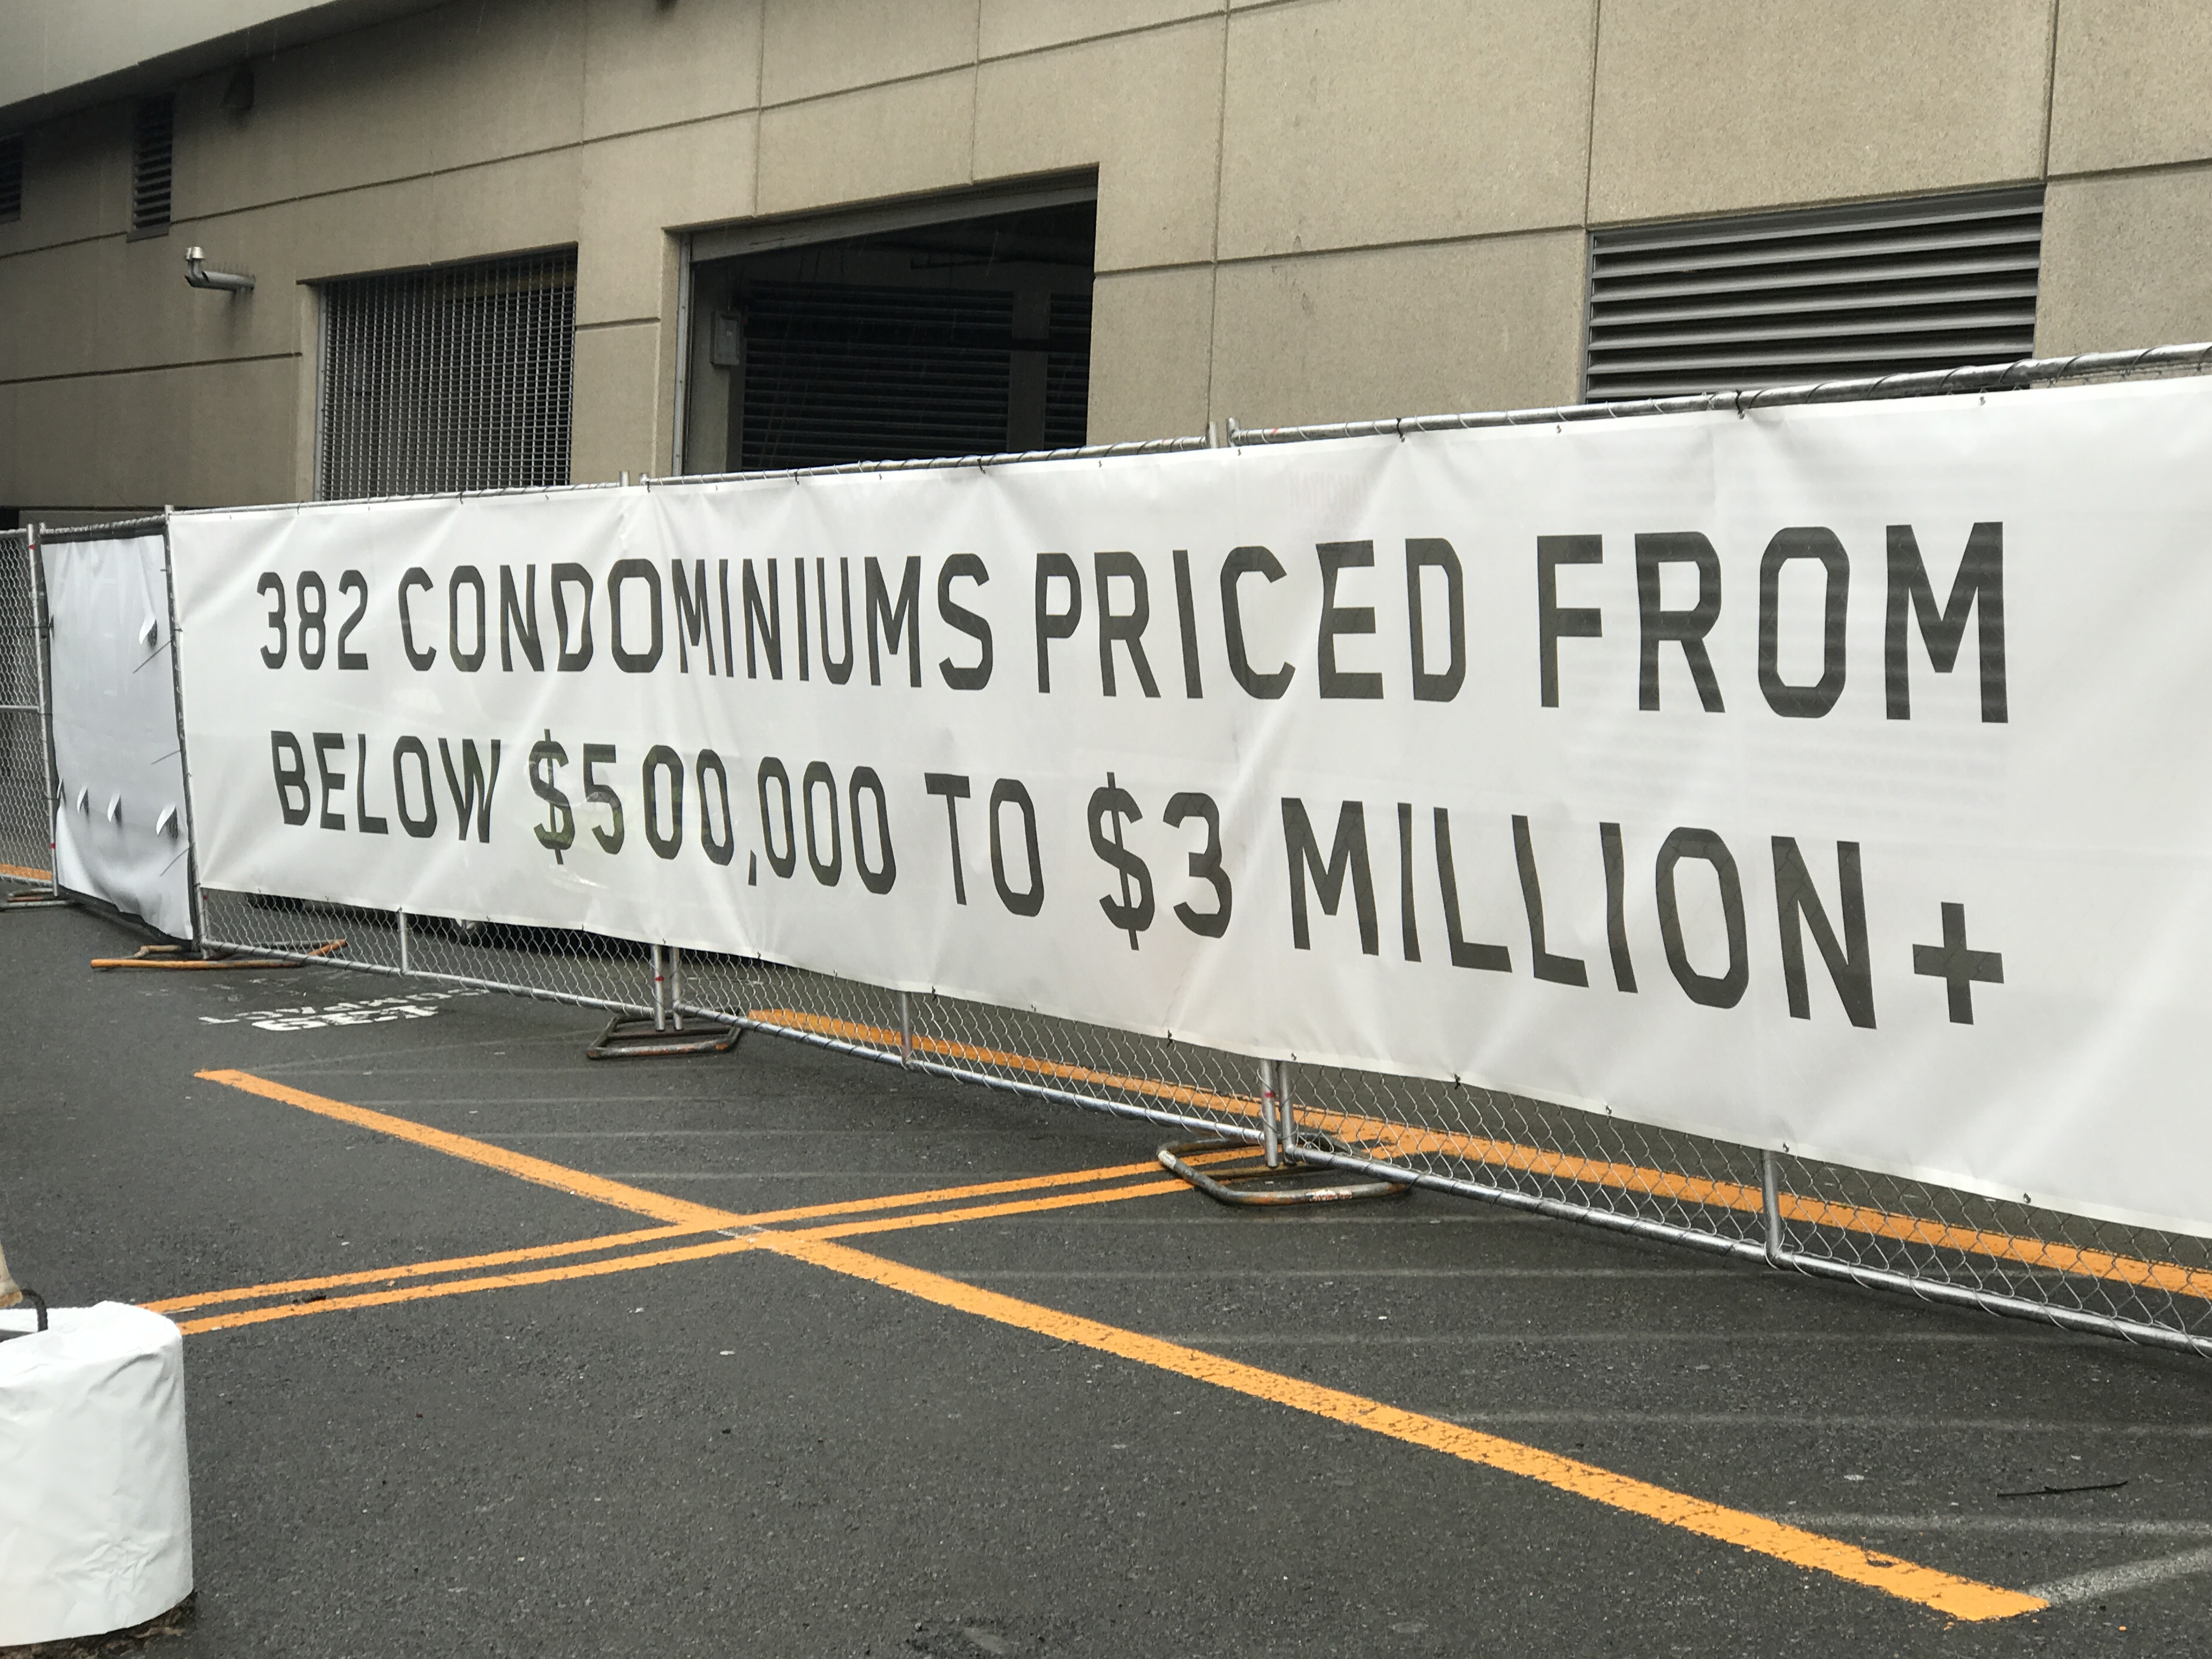 382 CONDOMINIUMS PRICED FROM
BELOW $500,000 TO $3 MILLION+